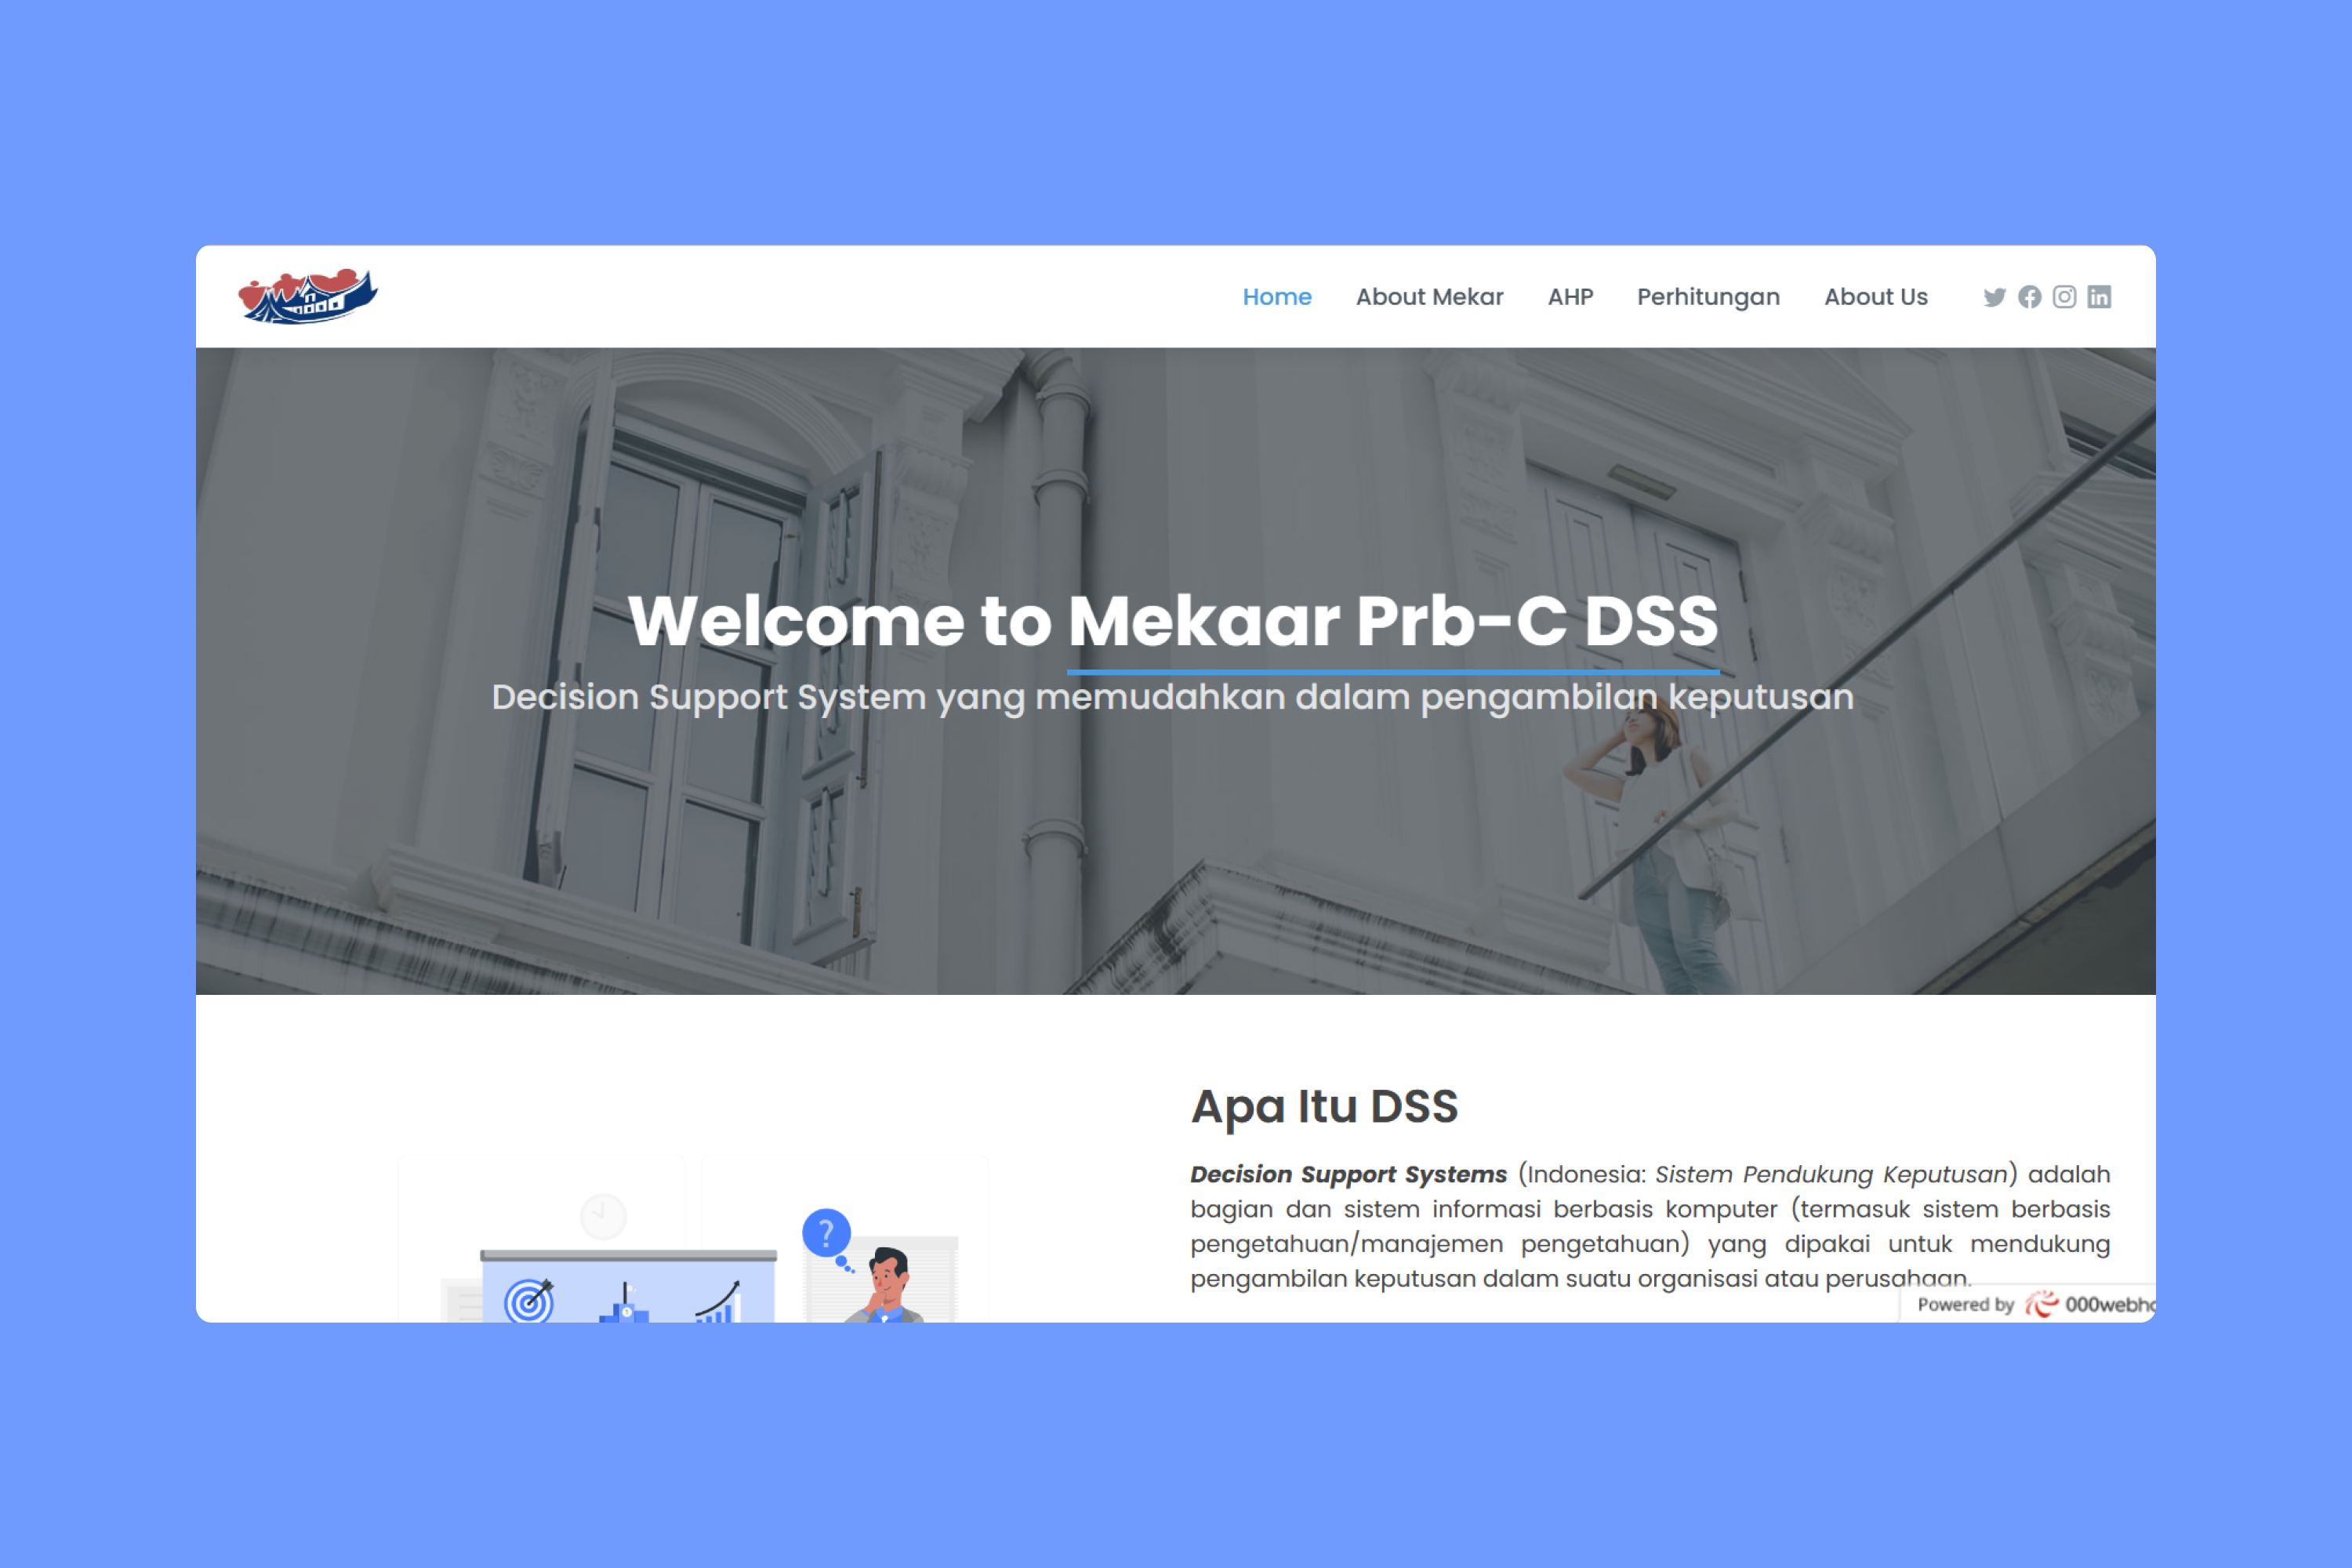 Home About Mekar AHP Perhitungan About Us
Welcome to Mekaar Prb-C DSS
Decision Support System yang memudahkan dalam pengambilan keputusan
Apa Itu DSS
Decision Support Systems (Indonesia: Sistem Pendukung Keputusan) adalah
bagian dan sistem informasi berbasis komputer (termasuk sistem berbasis
pengetahuan/manajemen pengetahuan) yang dipakai untuk mendukung
pengambilan keputusan dalam suatu organisasi atau perusahaan.
?
Powered by 000webho